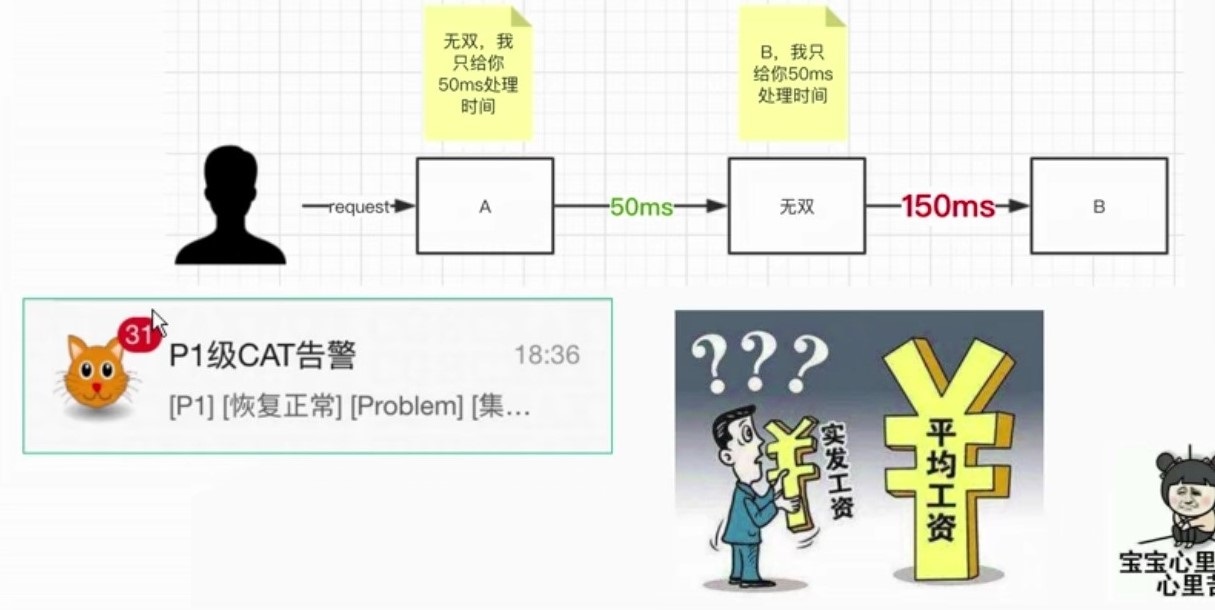 无双，我
只给你
50ms处理
时间
B，我只
给你50ms
处理时间
request
A
50ms
无双
150ms
B
31
P1级CAT告警
18:36
[P1] [恢复正常] [Problem] [集...
? ? ?
实发工资
平均工资
宝宝心里
心里